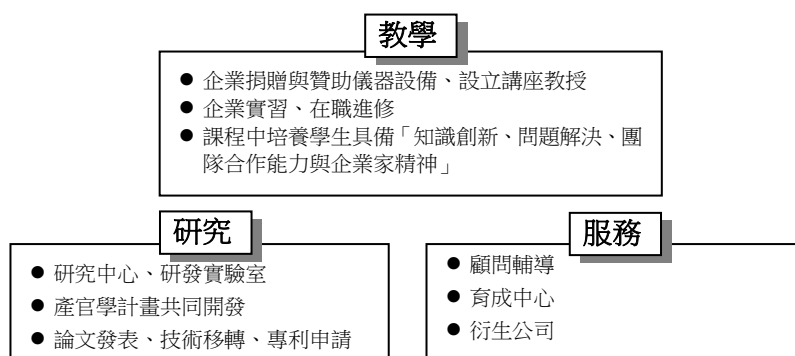 教學
● 企業捐贈與贊助儀器設備、設立講座教授
● 企業實習、在職進修
● 課程中培養學生具備「知識創新、問題解決、團
隊合作能力與企業家精神」
研究
● 研究中心、研發實驗室
● 產官學計畫共同開發
● 論文發表、技術移轉、專利申請
服務
● 顧問輔導
● 育成中心
● 衍生公司